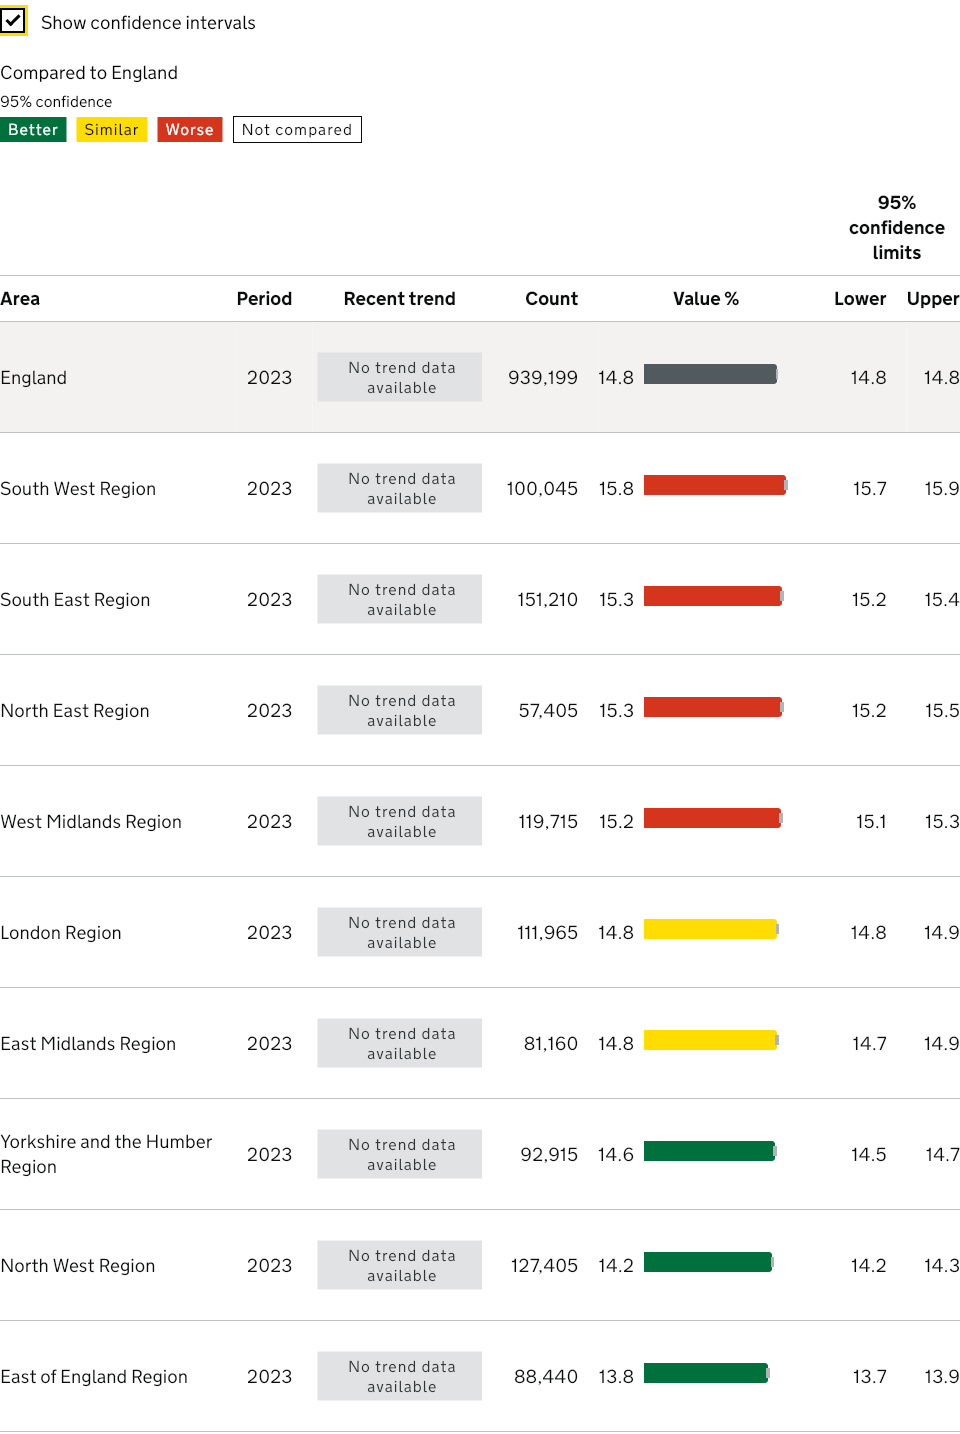 Show confidence intervals
Compared to England
95% confidence
Better Similar Worse Not compared
95%
confidence
limits
Area Period Recent trend Count Value % Lower Upper
England 2023 No trend data available 939,199 14.8 14.8 14.8
South West Region 2023 No trend data available 100,045 15.8 15.7 15.9
South East Region 2023 No trend data available 151,210 15.3 15.2 15.4
North East Region 2023 No trend data available 57,405 15.3 15.2 15.5
West Midlands Region 2023 No trend data available 119,715 15.2 15.1 15.3
London Region 2023 No trend data available 111,965 14.8 14.8 14.9
East Midlands Region 2023 No trend data available 81,160 14.8 14.7 14.9
Yorkshire and the Humber Region 2023 No trend data available 92,915 14.6 14.5 14.7
North West Region 2023 No trend data available 127,405 14.2 14.2 14.3
East of England Region 2023 No trend data available 88,440 13.8 13.7 13.9